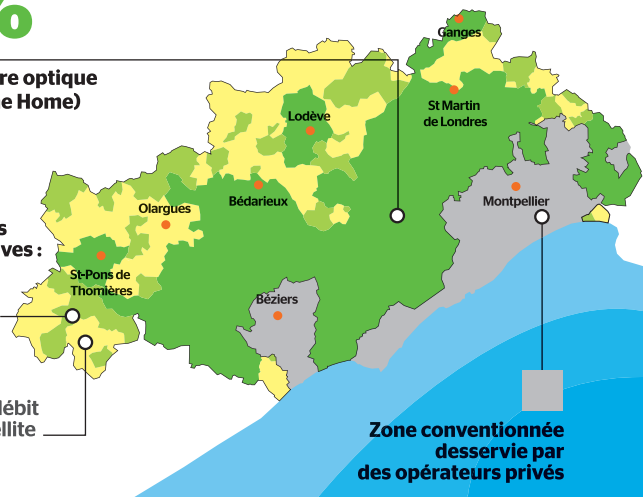 %
Ganges
re optique
e Home)
St Martin
de Londres
Lodève
Bédarieux
Montpellier
Olargues
s
ves :
St-Pons de
Thomières
Béziers
ébit
ellite
Zone conventionnée
desservie par
des opérateurs privés